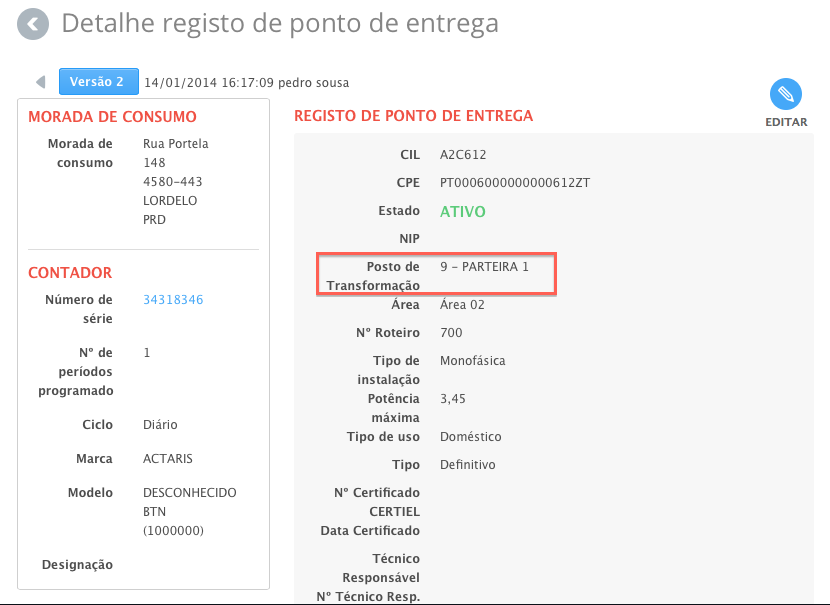 Detalhe registo de ponto de entrega
Versão 2 14/01/2014 16:17:09 pedro sousa
MORADA DE CONSUMO
Morada de consumo
Rua Portela
148
4580-443
LORDELO
PRD
CONTADOR
Número de série
34318346
Nº de períodos programado
1
Ciclo Diário
Marca ACTARIS
Modelo DESCONHECIDO
BTN
(1000000)
Designação
REGISTO DE PONTO DE ENTREGA
EDITAR
CIL A2C612
CPE PT0006000000000612ZT
Estado ATIVO
NIP
Posto de Transformação
9 - PARTEIRA 1
Área Área 02
Nº Roteiro 700
Tipo de instalação
Monofásica
Potência máxima
3,45
Tipo de uso Doméstico
Tipo Definitivo
Nº Certificado
CERTIEL
Data Certificado
Técnico
Responsável
Nº Técnico Resp.